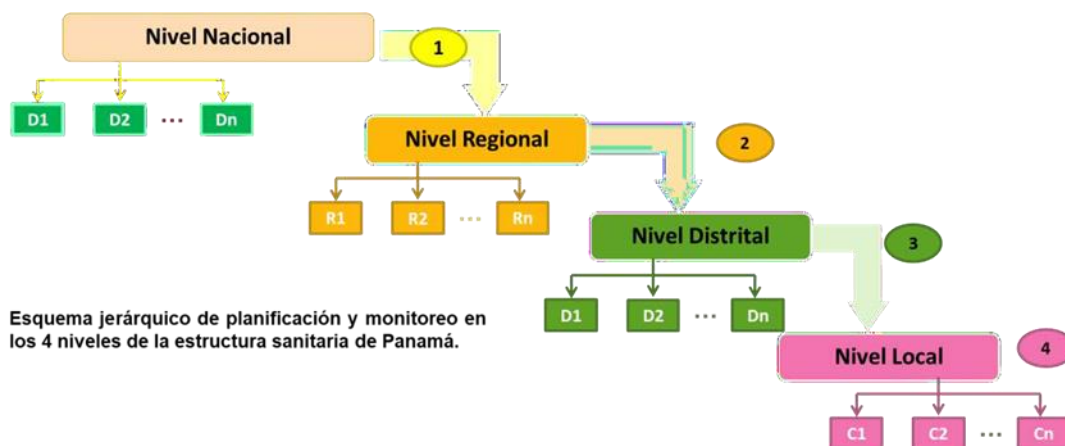 Nivel Nacional
1
D1 D2 ... Dn
Nivel Regional
2
R1 R2 ... Rn
Nivel Distrital
3
D1 D2 ... Dn
Esquema jerárquico de planificación y monitoreo en
los 4 niveles de la estructura sanitaria de Panamá.
Nivel Local
4
C1 C2 ... Cn